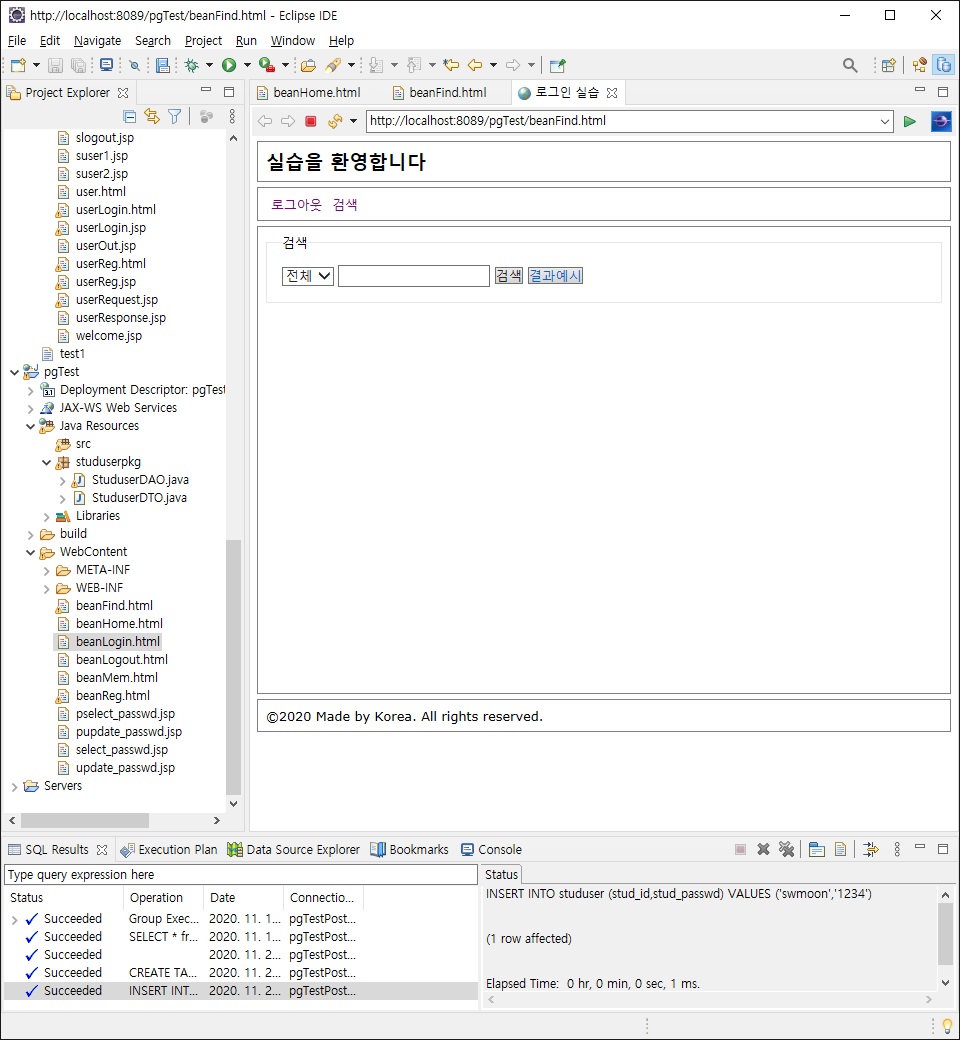 http://localhost:8089/pgTest/beanFind.html - Eclipse IDE
File Edit Navigate Search Project Run Window Help
Project Explorer
slogout.jsp
suser1.jsp
suser2.jsp
user.html
userLogin.html
userLogin.jsp
userOut.jsp
userReg.html
userReg.jsp
userRequest.jsp
userResponse.jsp
welcome.jsp
test1
pgTest
Deployment Descriptor: pgTest
JAX-WS Web Services
Java Resources
src
studuserpkg
StuduserDAO.java
StuduserDTO.java
Libraries
build
WebContent
META-INF
WEB-INF
beanFind.html
beanHome.html
beanLogin.html
beanLogout.html
beanMem.html
beanReg.html
pselect_passwd.jsp
pupdate_passwd.jsp
select_passwd.jsp
update_passwd.jsp
Servers
beanHome.html beanFind.html 로그인 실습
http://localhost:8089/pgTest/beanFind.html
실습을 환영합니다
로그아웃 검색
검색
전체 검색 결과예시
©2020 Made by Korea. All rights reserved.
SQL Results Execution Plan Data Source Explorer Bookmarks Console
Type query expression here
Status Operation Date Connectio...
Succeeded Group Exec... 2020. 11. 1... pgTestPost...
Succeeded SELECT * fr... 2020. 11. 1... pgTestPost...
Succeeded 2020. 11. 2... pgTestPost...
Succeeded CREATE TA... 2020. 11. 2... pgTestPost...
Succeeded INSERT INT... 2020. 11. 2... pgTestPost...
Status
INSERT INTO studuser (stud_id,stud_passwd) VALUES ('swmoon','1234')
(1 row affected)
Elapsed Time:  0 hr, 0 min, 0 sec, 1 ms.